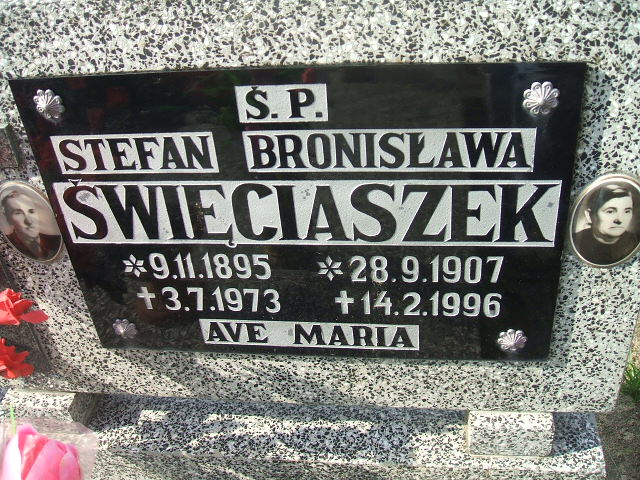 Ś. P.
STEFAN BRONISŁAWA
ŚWIĘCIASZEK
*9.11.1895 *28.9.1907
✝3.7.1973 ✝14.2.1996
AVE MARIA